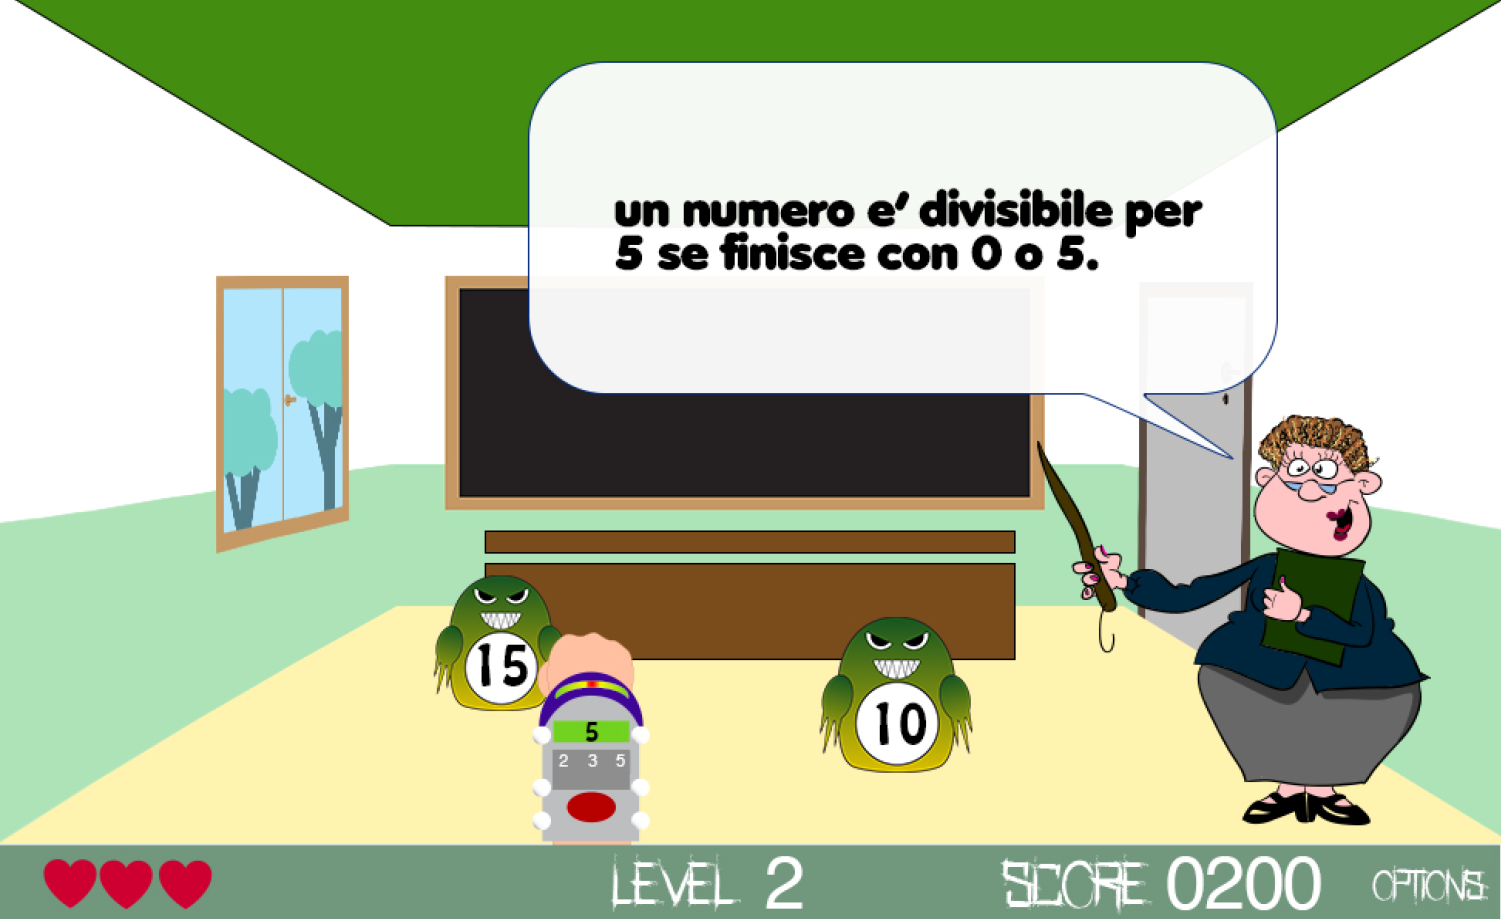 un numero e' divisibile per
5 se finisce con 0 o 5.
15
10
5
2 3 5
LEVEL 2
SCORE 0200
OPTIONS